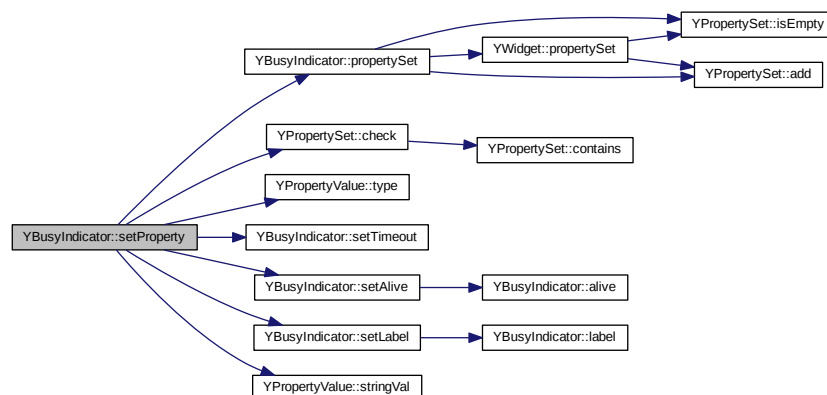 YPropertySet::isEmpty
YWidget::propertySet
YBusyIndicator::propertySet
YPropertySet::add
YPropertySet::check
YPropertySet::contains
YPropertyValue::type
YBusyIndicator::setProperty
YBusyIndicator::setTimeout
YBusyIndicator::setAlive
YBusyIndicator::alive
YBusyIndicator::setLabel
YBusyIndicator::label
YPropertyValue::stringVal